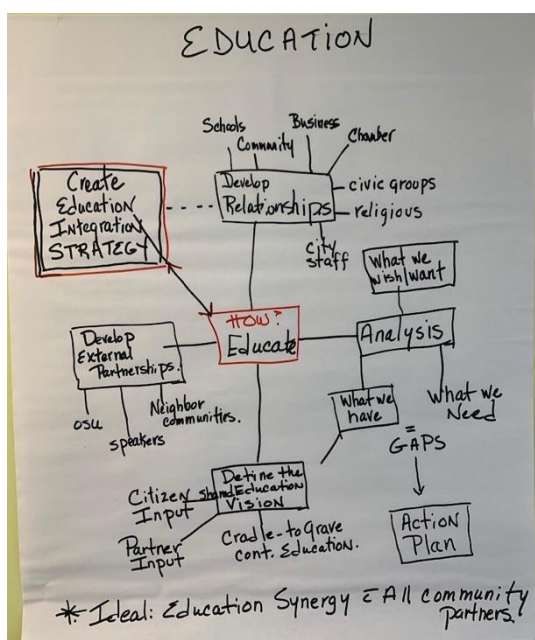 EDUCATION
Schools
Community
Business
Chamber
Develop
Relationships
civic groups
religious
city
staff
Create
Education
Integration
STRATEGY
HOW?
Educate
What we
wish/want
Analysis
What we
have
What we
Need
=
GAPS
Action
Plan
Develop
External
Partnerships.
OSU
speakers
Neighbor
communities.
Define the
shared Education
Vision
Citizen
Input
Partner
Input
Cradle-to-Grave
cont. Education.
* Ideal: Education Synergy c̄ All community
partners!